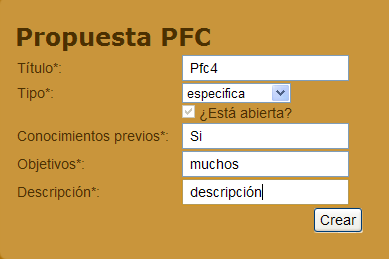 Propuesta PFC
Título*: Pfc4
Tipo*: especifica
¿Está abierta?
Conocimientos previos*: Si
Objetivos*: muchos
Descripción*: descripción
Crear